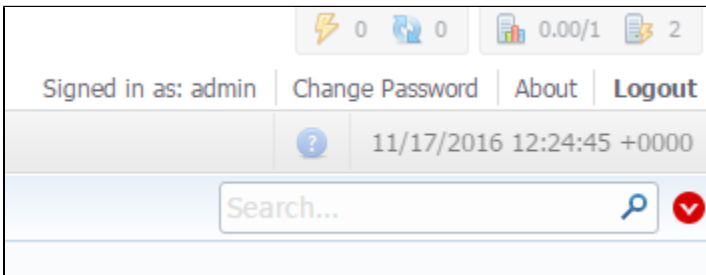 0 0 0.00/1 2
Signed in as: admin Change Password About Logout
? 11/17/2016 12:24:45 +0000
Search...